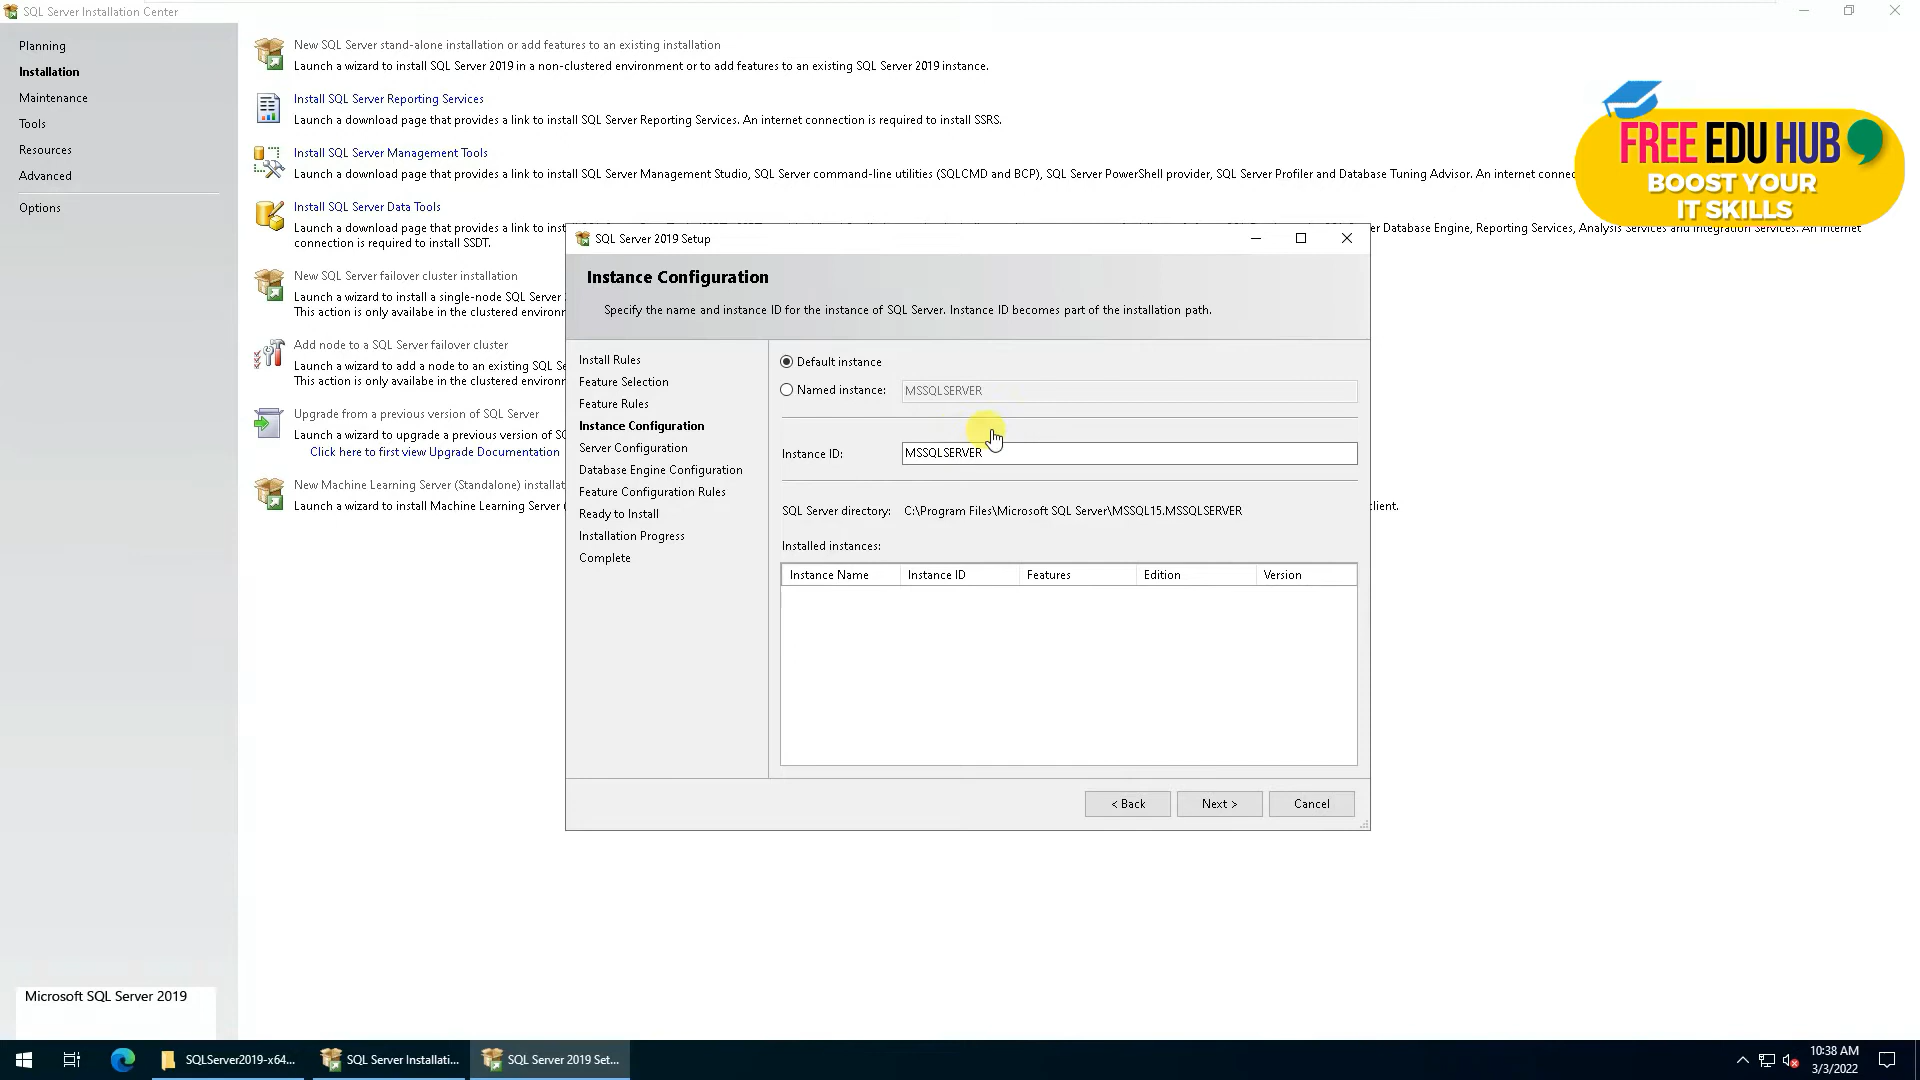 SQL Server Installation Center
Planning
Installation
Maintenance
Tools
Resources
Advanced
Options
Microsoft SQL Server 2019
New SQL Server stand-alone installation or add features to an existing installation
Launch a wizard to install SQL Server 2019 in a non-clustered environment or to add features to an existing SQL Server 2019 instance.
Install SQL Server Reporting Services
Launch a download page that provides a link to install SQL Server Reporting Services. An internet connection is required to install SSRS.
Install SQL Server Management Tools
Launch a download page that provides a link to install SQL Server Management Studio, SQL Server command-line utilities (SQLCMD and BCP), SQL Server PowerShell provider, SQL Server Profiler and Database Tuning Advisor. An internet
Install SQL Server Data Tools
Launch a download page that provides a link to Database Engine, Reporting Services, Analysis Services and Integration Services. An internet
connection is required to install SSDT.
New SQL Server failover cluster installation
Launch a wizard to install a single-node SQL Server
This action is only availabe in the clustered
Add node to a SQL Server failover cluster
Launch a wizard to add a node to an existing SQL
This action is only availabe in the clustered
Upgrade from a previous version of SQL Server
Launch a wizard to upgrade a previous version of
Click here to first view Upgrade Documentation
New Machine Learning Server (Standalone)
Launch a wizard to install Machine Learning Server
FREE EDU HUB
BOOST YOUR
IT SKILLS
SQL Server 2019 Setup
Instance Configuration
Specify the name and instance ID for the instance of SQL Server. Instance ID becomes part of the installation path.
Install Rules
Feature Selection
Feature Rules
Instance Configuration
Server Configuration
Database Engine Configuration
Feature Configuration Rules
Ready to Install
Installation Progress
Complete
Default instance
Named instance: MSSQLSERVER
Instance ID: MSSQLSERVER
SQL Server directory: C:\Program Files\Microsoft SQL Server\MSSQL15.MSSQLSERVER
Installed instances:
Instance Name Instance ID Features Edition Version
< Back Next > Cancel
SQLServer2019-x64... SQL Server Installati... SQL Server 2019 Set...
10:38 AM
3/3/2022